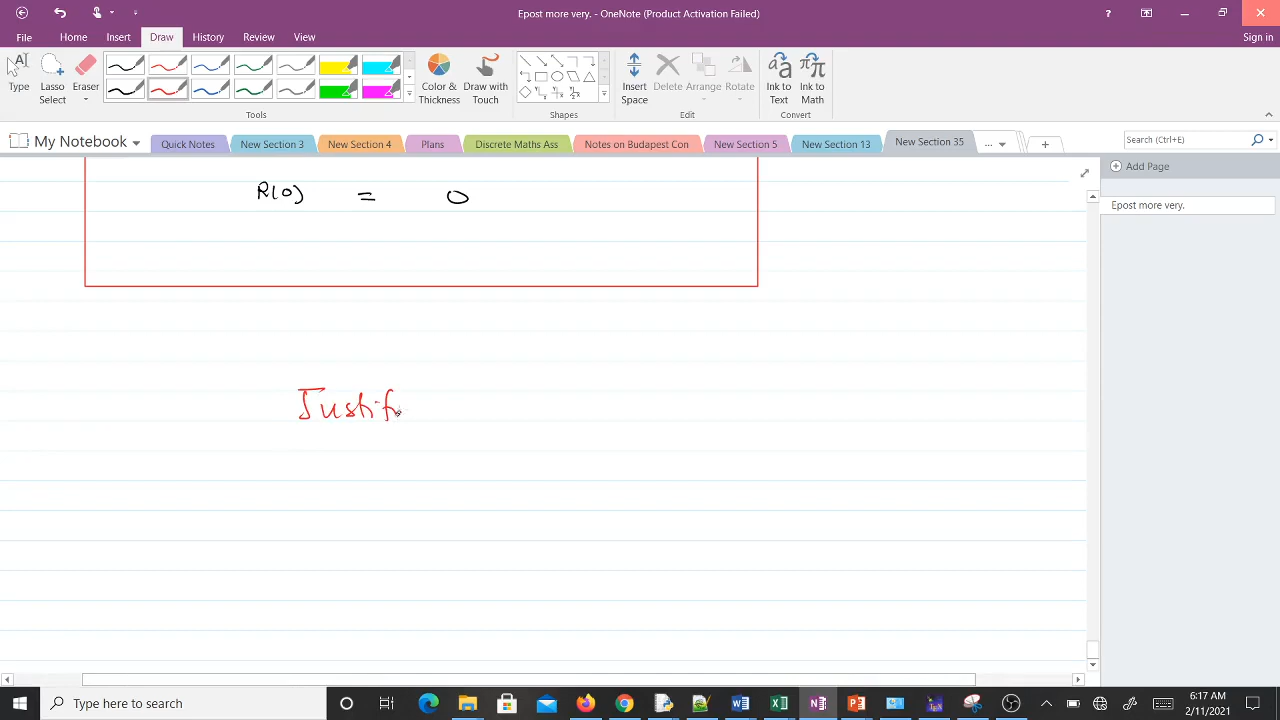 Epost more very. - OneNote (Product Activation Failed)
File Home Insert Draw History Review View Sign in
Type Lasso Select Eraser Color & Thickness Draw with Touch Insert Space Delete Arrange Rotate Ink to Text Ink to Math
Tools Shapes Edit Convert
My Notebook Quick Notes New Section 3 New Section 4 Plans Discrete Maths Ass Notes on Budapest Con New Section 5 New Section 13 New Section 35 ... Search (Ctrl+E)
Add Page
Epost more very.
R(0) = 0
Justif
Type here to search
6:17 AM
2/11/2021